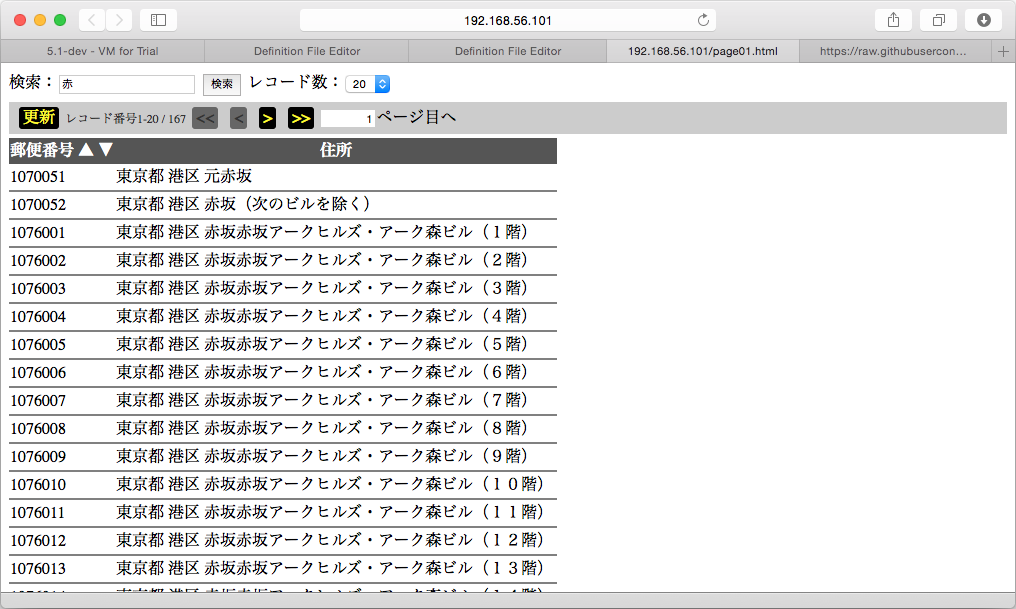 192.168.56.101
5.1-dev - VM for Trial Definition File Editor Definition File Editor 192.168.56.101/page01.html https://raw.githubusercon...
検索： 赤 検索 レコード数： 20
更新 レコード番号1-20 / 167 << < > >> 1 ページ目へ
郵便番号 ▲ ▼ 住所
1070051 東京都 港区 元赤坂
1070052 東京都 港区 赤坂（次のビルを除く）
1076001 東京都 港区 赤坂赤坂アークヒルズ・アーク森ビル（１階）
1076002 東京都 港区 赤坂赤坂アークヒルズ・アーク森ビル（２階）
1076003 東京都 港区 赤坂赤坂アークヒルズ・アーク森ビル（３階）
1076004 東京都 港区 赤坂赤坂アークヒルズ・アーク森ビル（４階）
1076005 東京都 港区 赤坂赤坂アークヒルズ・アーク森ビル（５階）
1076006 東京都 港区 赤坂赤坂アークヒルズ・アーク森ビル（６階）
1076007 東京都 港区 赤坂赤坂アークヒルズ・アーク森ビル（７階）
1076008 東京都 港区 赤坂赤坂アークヒルズ・アーク森ビル（８階）
1076009 東京都 港区 赤坂赤坂アークヒルズ・アーク森ビル（９階）
1076010 東京都 港区 赤坂赤坂アークヒルズ・アーク森ビル（１０階）
1076011 東京都 港区 赤坂赤坂アークヒルズ・アーク森ビル（１１階）
1076012 東京都 港区 赤坂赤坂アークヒルズ・アーク森ビル（１２階）
1076013 東京都 港区 赤坂赤坂アークヒルズ・アーク森ビル（１３階）